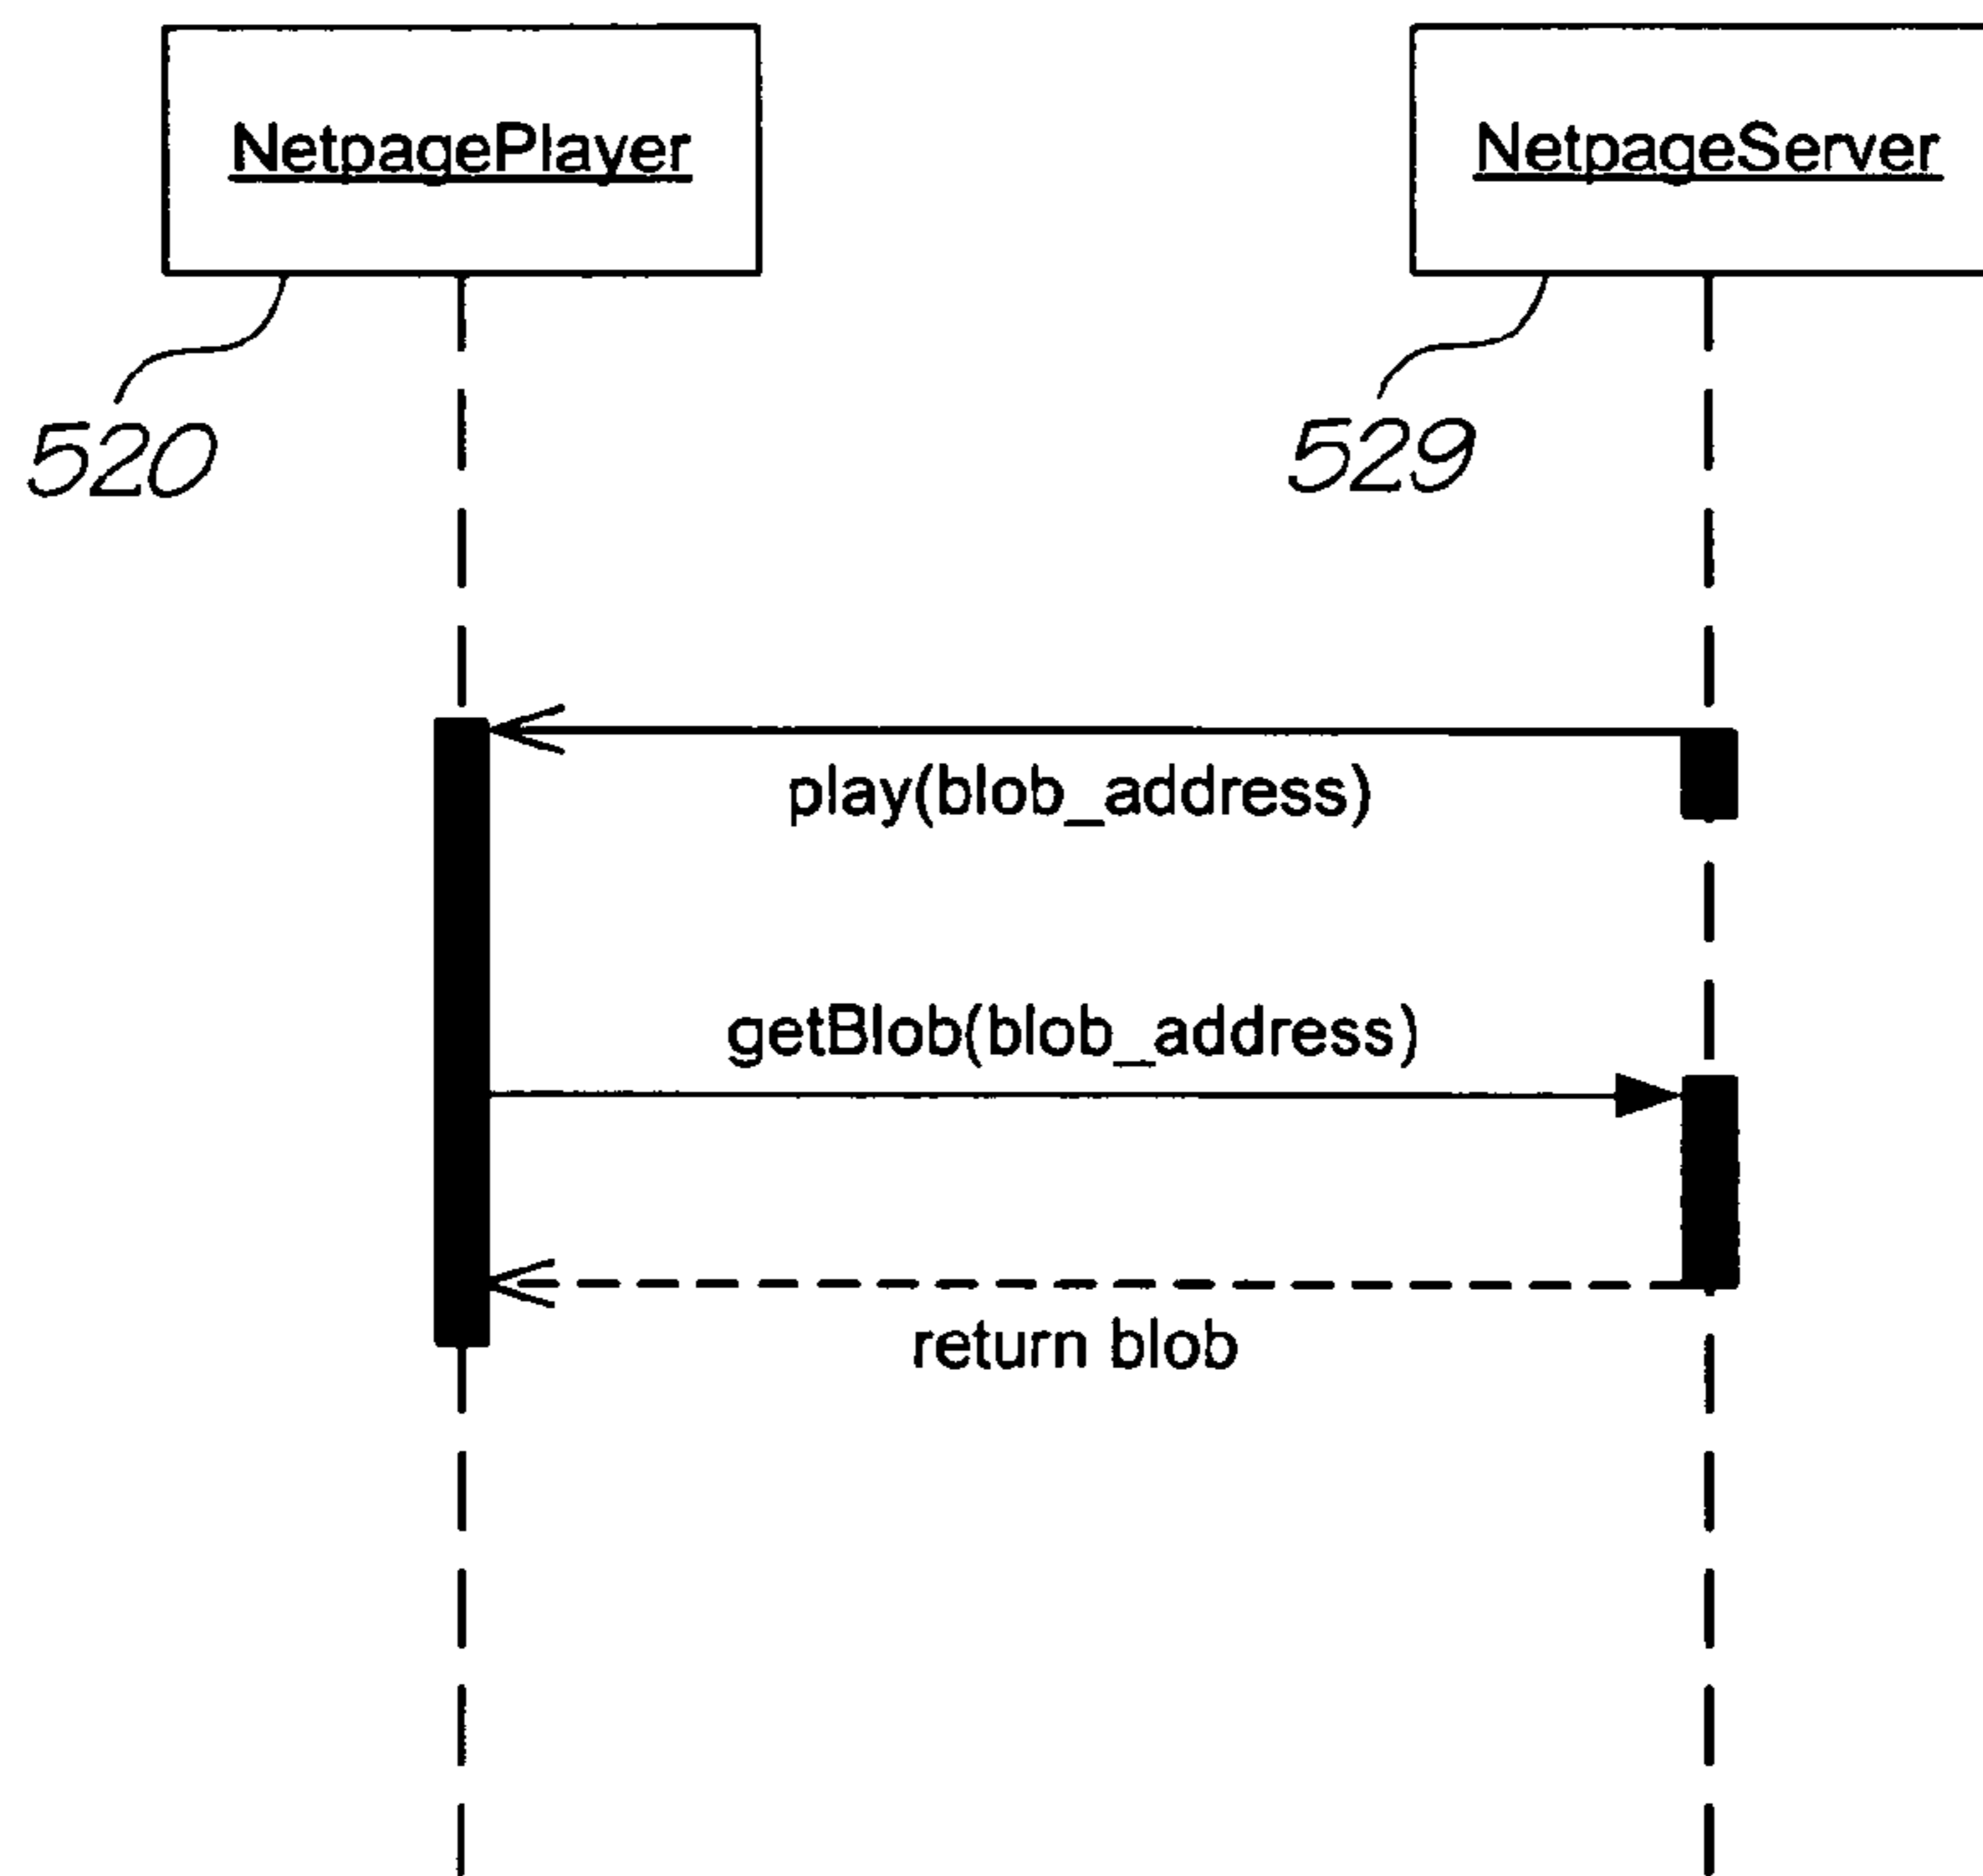 NetpagePlayer
NetpageServer
520
529
play(blob_address)
getBlob(blob_address)
return blob